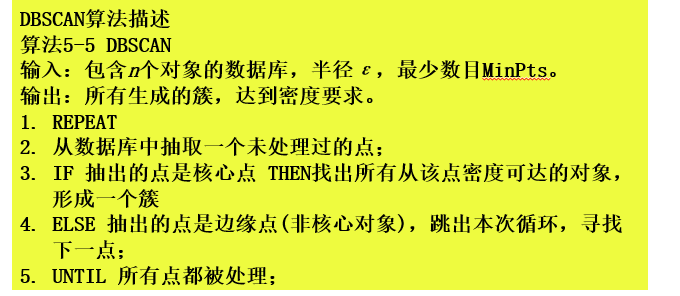 DBSCAN算法描述
算法5-5 DBSCAN
输入：包含n个对象的数据库，半径ε，最少数目MinPts。
输出：所有生成的簇，达到密度要求。
1. REPEAT
2. 从数据库中抽取一个未处理过的点；
3. IF 抽出的点是核心点 THEN找出所有从该点密度可达的对象，
形成一个簇
4. ELSE 抽出的点是边缘点(非核心对象)，跳出本次循环，寻找
下一点；
5. UNTIL 所有点都被处理；